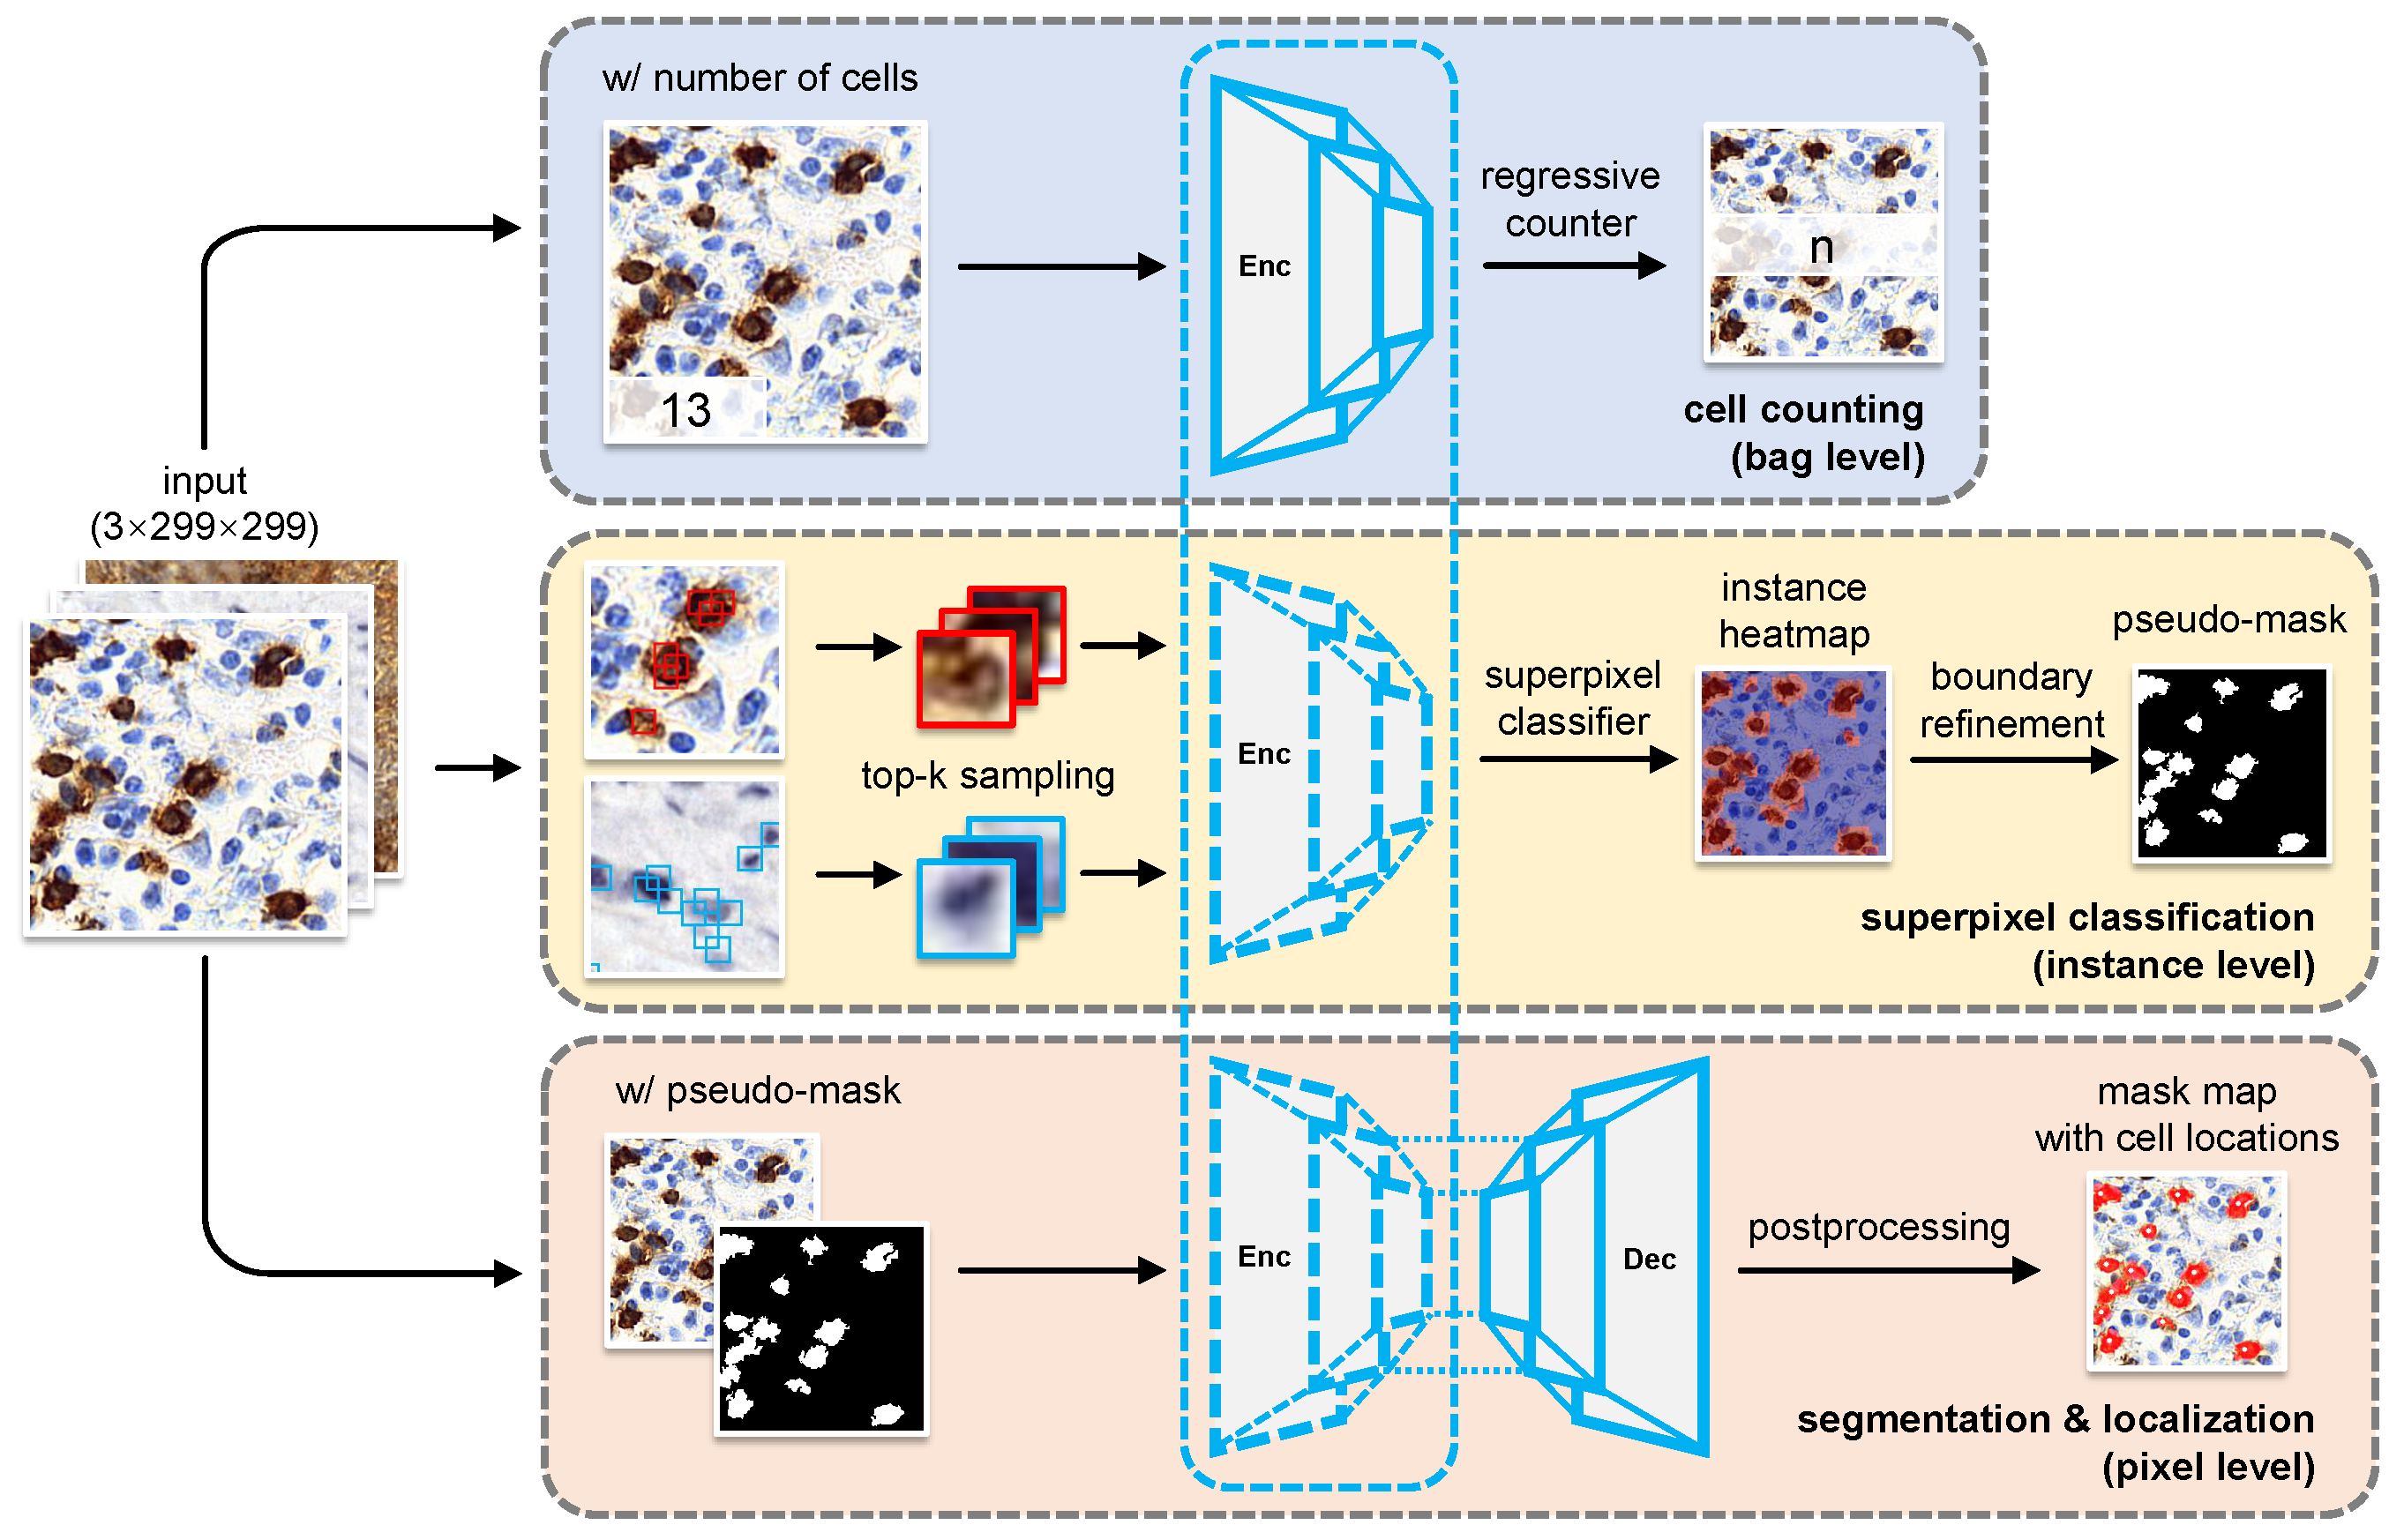 w/ number of cells
13
Enc
regressive
counter
n
cell counting
(bag level)
input
(3×299×299)
top-k sampling
Enc
superpixel
classifier
instance
heatmap
boundary
refinement
pseudo-mask
superpixel classification
(instance level)
w/ pseudo-mask
Enc
Dec
postprocessing
mask map
with cell locations
segmentation & localization
(pixel level)